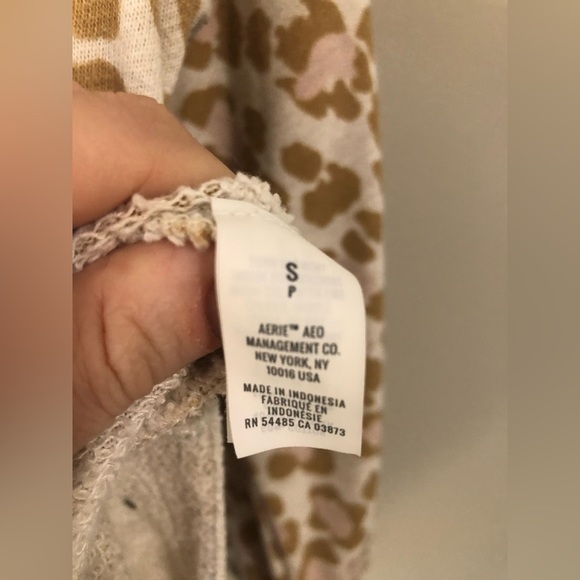 S
P
AERIE™ AEO
MANAGEMENT CO.
NEW YORK, NY
10016 USA
MADE IN INDONESIA
FABRIQUÉ EN
INDONÉSIE
RN 54485 CA 03873